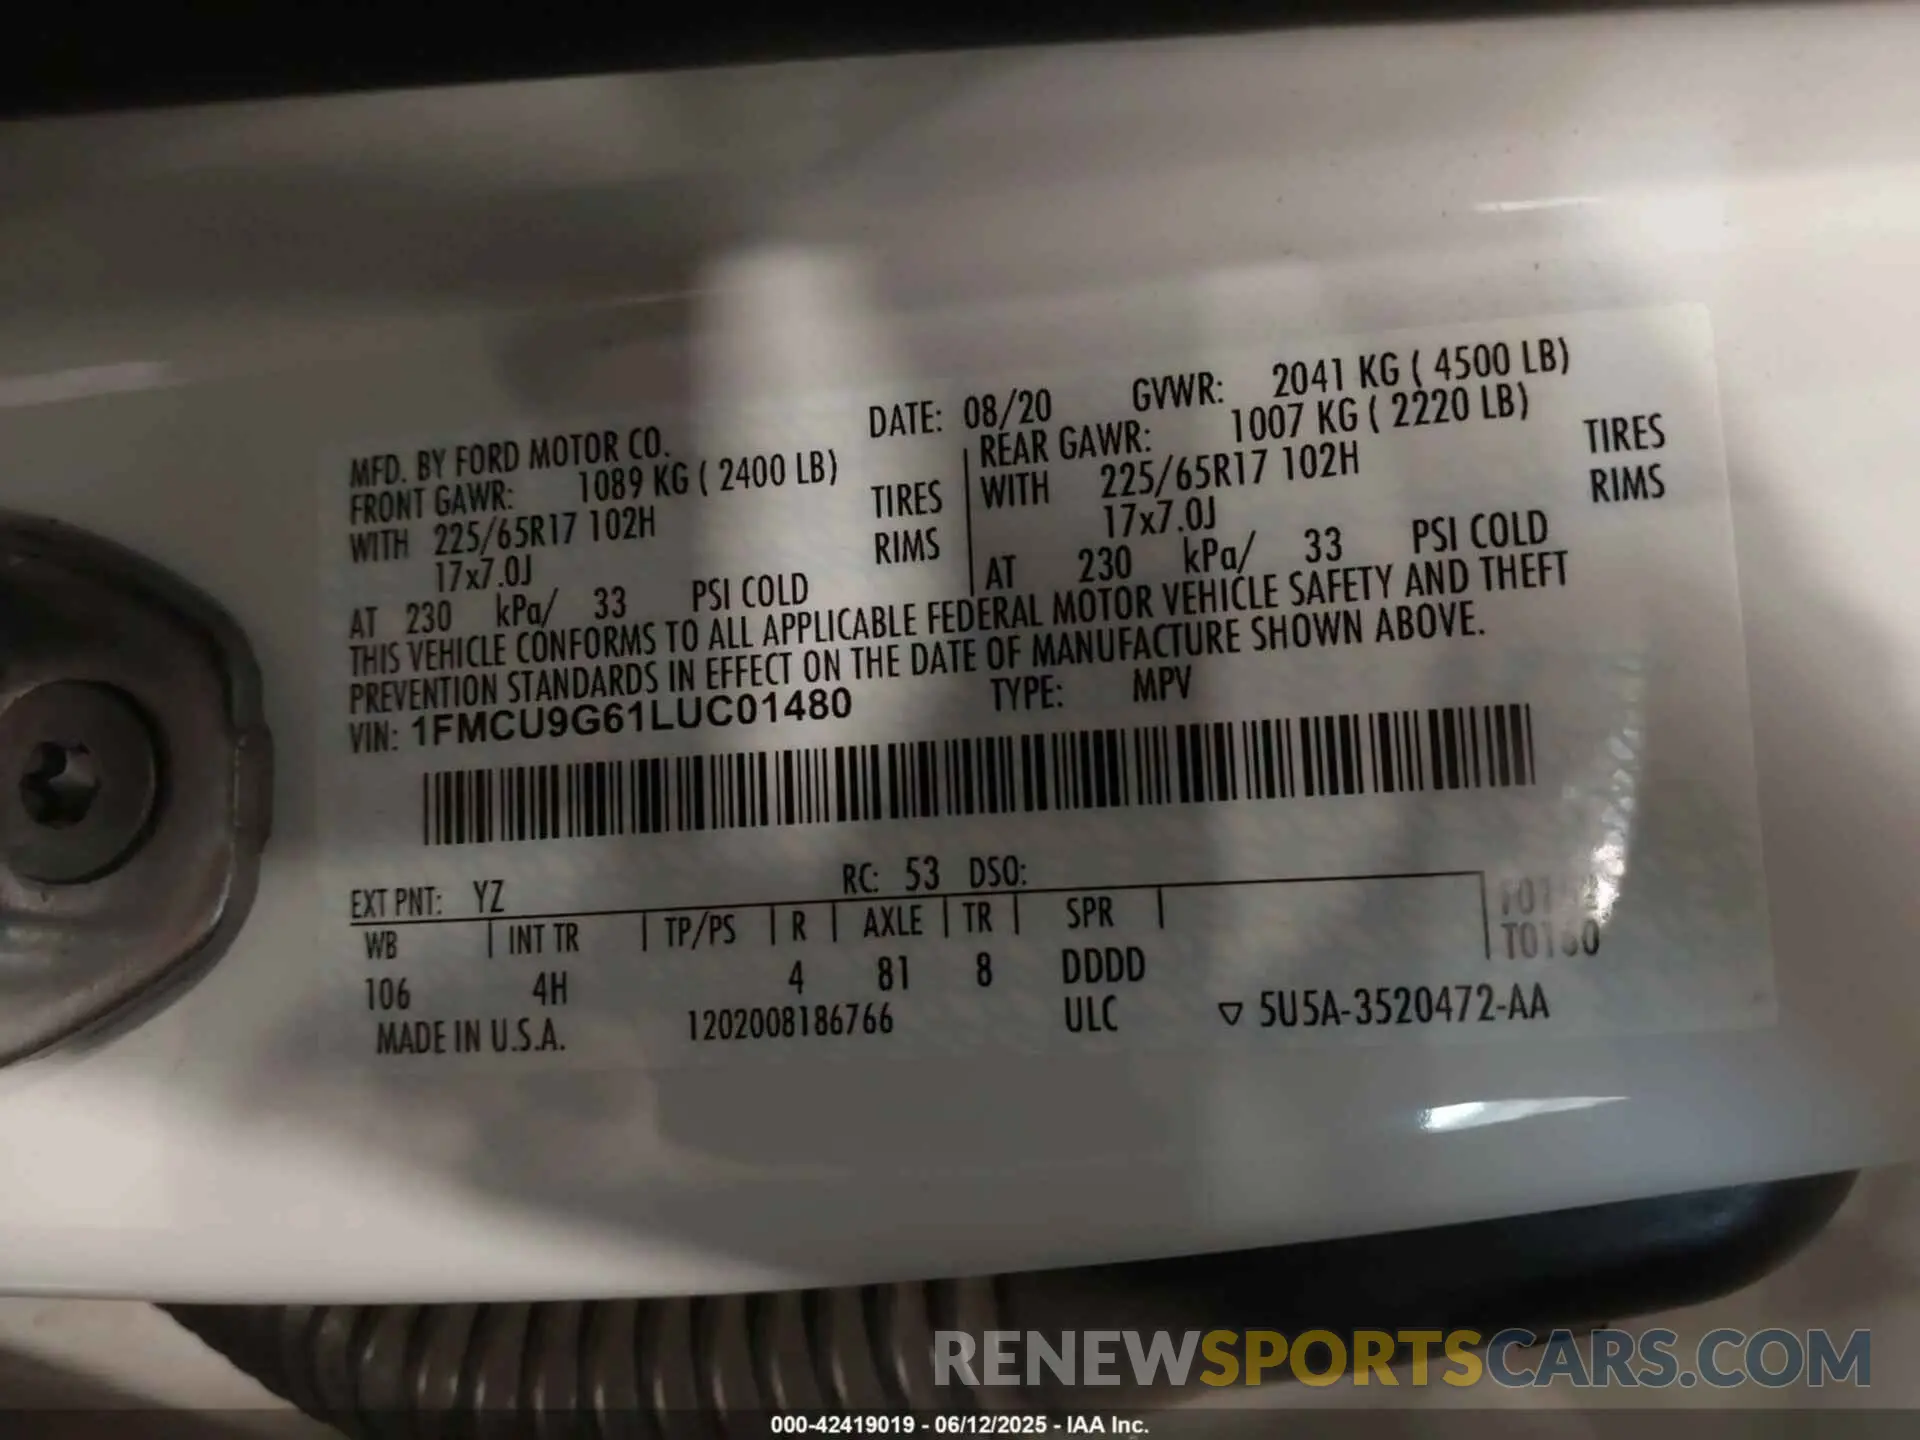 MFD. BY FORD MOTOR CO. DATE: 08/20 GVWR: 2041 KG ( 4500 LB)
FRONT GAWR: 1089 KG ( 2400 LB) REAR GAWR: 1007 KG ( 2220 LB)
WITH 225/65R17 102H TIRES WITH 225/65R17 102H TIRES
17x7.0J RIMS 17x7.0J RIMS
AT 230 kPa/ 33 PSI COLD AT 230 kPa/ 33 PSI COLD
THIS VEHICLE CONFORMS TO ALL APPLICABLE FEDERAL MOTOR VEHICLE SAFETY AND THEFT
PREVENTION STANDARDS IN EFFECT ON THE DATE OF MANUFACTURE SHOWN ABOVE.
VIN: 1FMCU9G61LUC01480 TYPE: MPV
EXT PNT: YZ RC: 53 DSO:
WB INT TR TP/PS R AXLE TR SPR
106 4H 4 81 8 DDDD
MADE IN U.S.A. 1202008186766 ULC ▽ 5U5A-3520472-AA
RENEWSPORTSCARS.COM
000-42419019 - 06/12/2025 - IAA Inc.